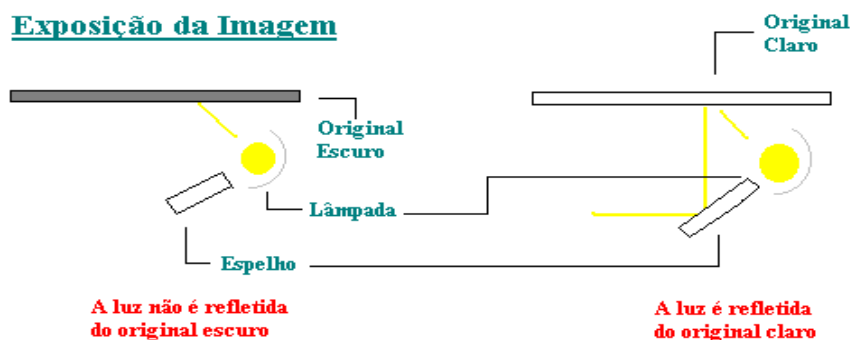 Exposição da Imagem
Original
Claro
Original
Escuro
Lâmpada
Espelho
A luz não é refletida
do original escuro
A luz é refletida
do original claro